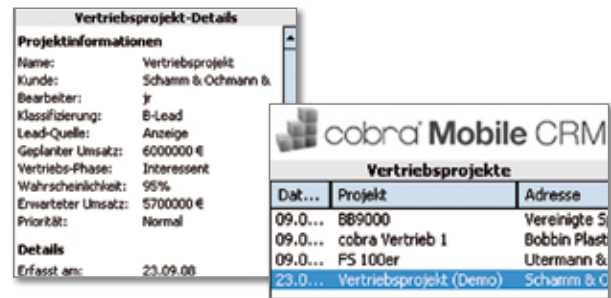 Vertriebsprojekt-Details
Projektinformationen
Name: Vertriebsprojekt
Kunde: Schamm & Ochmann &
Bearbeiter: jr
Klassifizierung: B-Lead
Lead-Quelle: Anzeige
Geplanter Umsatz: 6000000 €
Vertriebs-Phase: Interessent
Wahrscheinlichkeit: 95%
Erwarteter Umsatz: 5700000 €
Priorität: Normal
Details
Erfasst am: 23.09.08
cobra Mobile CRM
Vertriebsprojekte
Dat... Projekt Adresse
09.0... BB9000 Vereinigte S
09.0... cobra Vertrieb 1 Bobbin Plast
09.0... FS 100er Utermann &
23.0... Vertriebsprojekt (Demo) Schamm & O